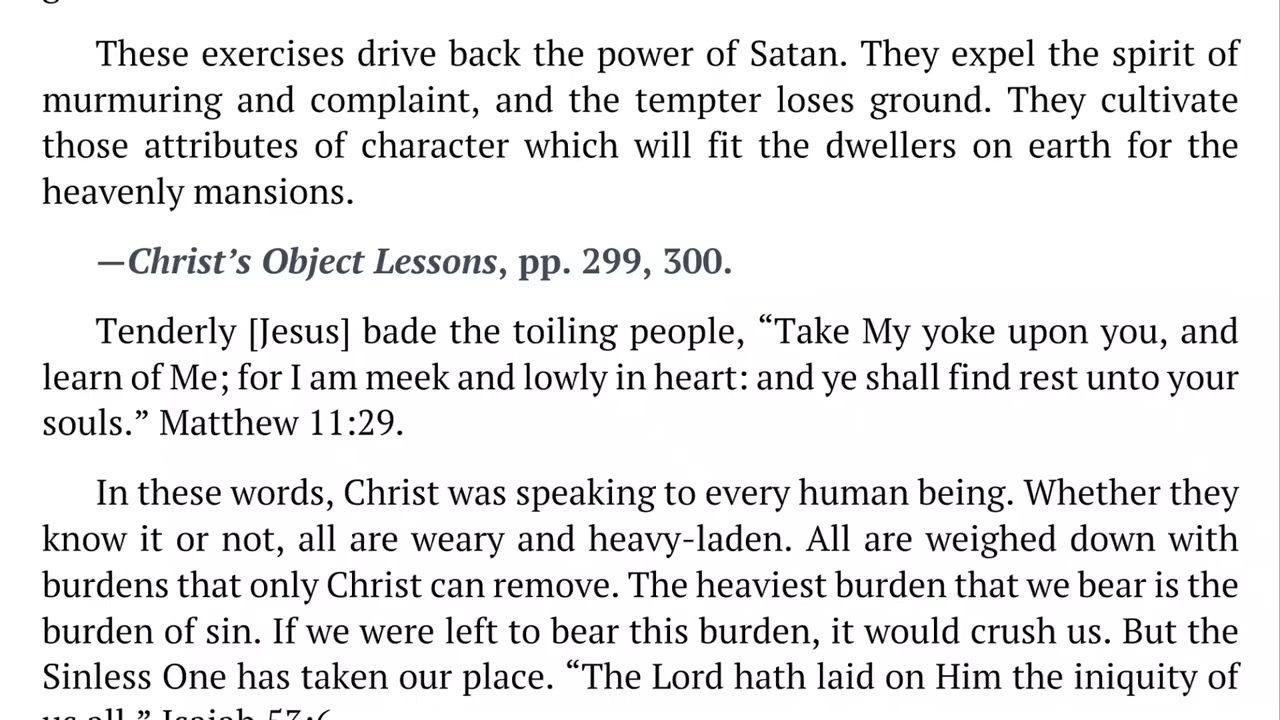 These exercises drive back the power of Satan. They expel the spirit of
murmuring and complaint, and the tempter loses ground. They cultivate
those attributes of character which will fit the dwellers on earth for the
heavenly mansions.
—Christ’s Object Lessons, pp. 299, 300.
Tenderly [Jesus] bade the toiling people, “Take My yoke upon you, and
learn of Me; for I am meek and lowly in heart: and ye shall find rest unto your
souls.” Matthew 11:29.
In these words, Christ was speaking to every human being. Whether they
know it or not, all are weary and heavy-laden. All are weighed down with
burdens that only Christ can remove. The heaviest burden that we bear is the
burden of sin. If we were left to bear this burden, it would crush us. But the
Sinless One has taken our place. “The Lord hath laid on Him the iniquity of
us all.” Isaiah 53:6